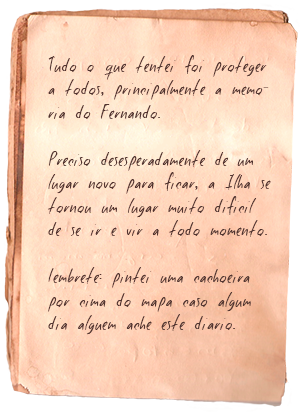 Tudo o que tentei foi proteger
a todos, principalmente a memo-
ria do Fernando.
Preciso desesperadamente de um
lugar novo para ficar, a Ilha se
tornou um lugar muito dificil
de se ir e vir a todo momento.
lembrete: pintei uma cachoeira
por cima do mapa caso algum
dia alguem ache este diario.